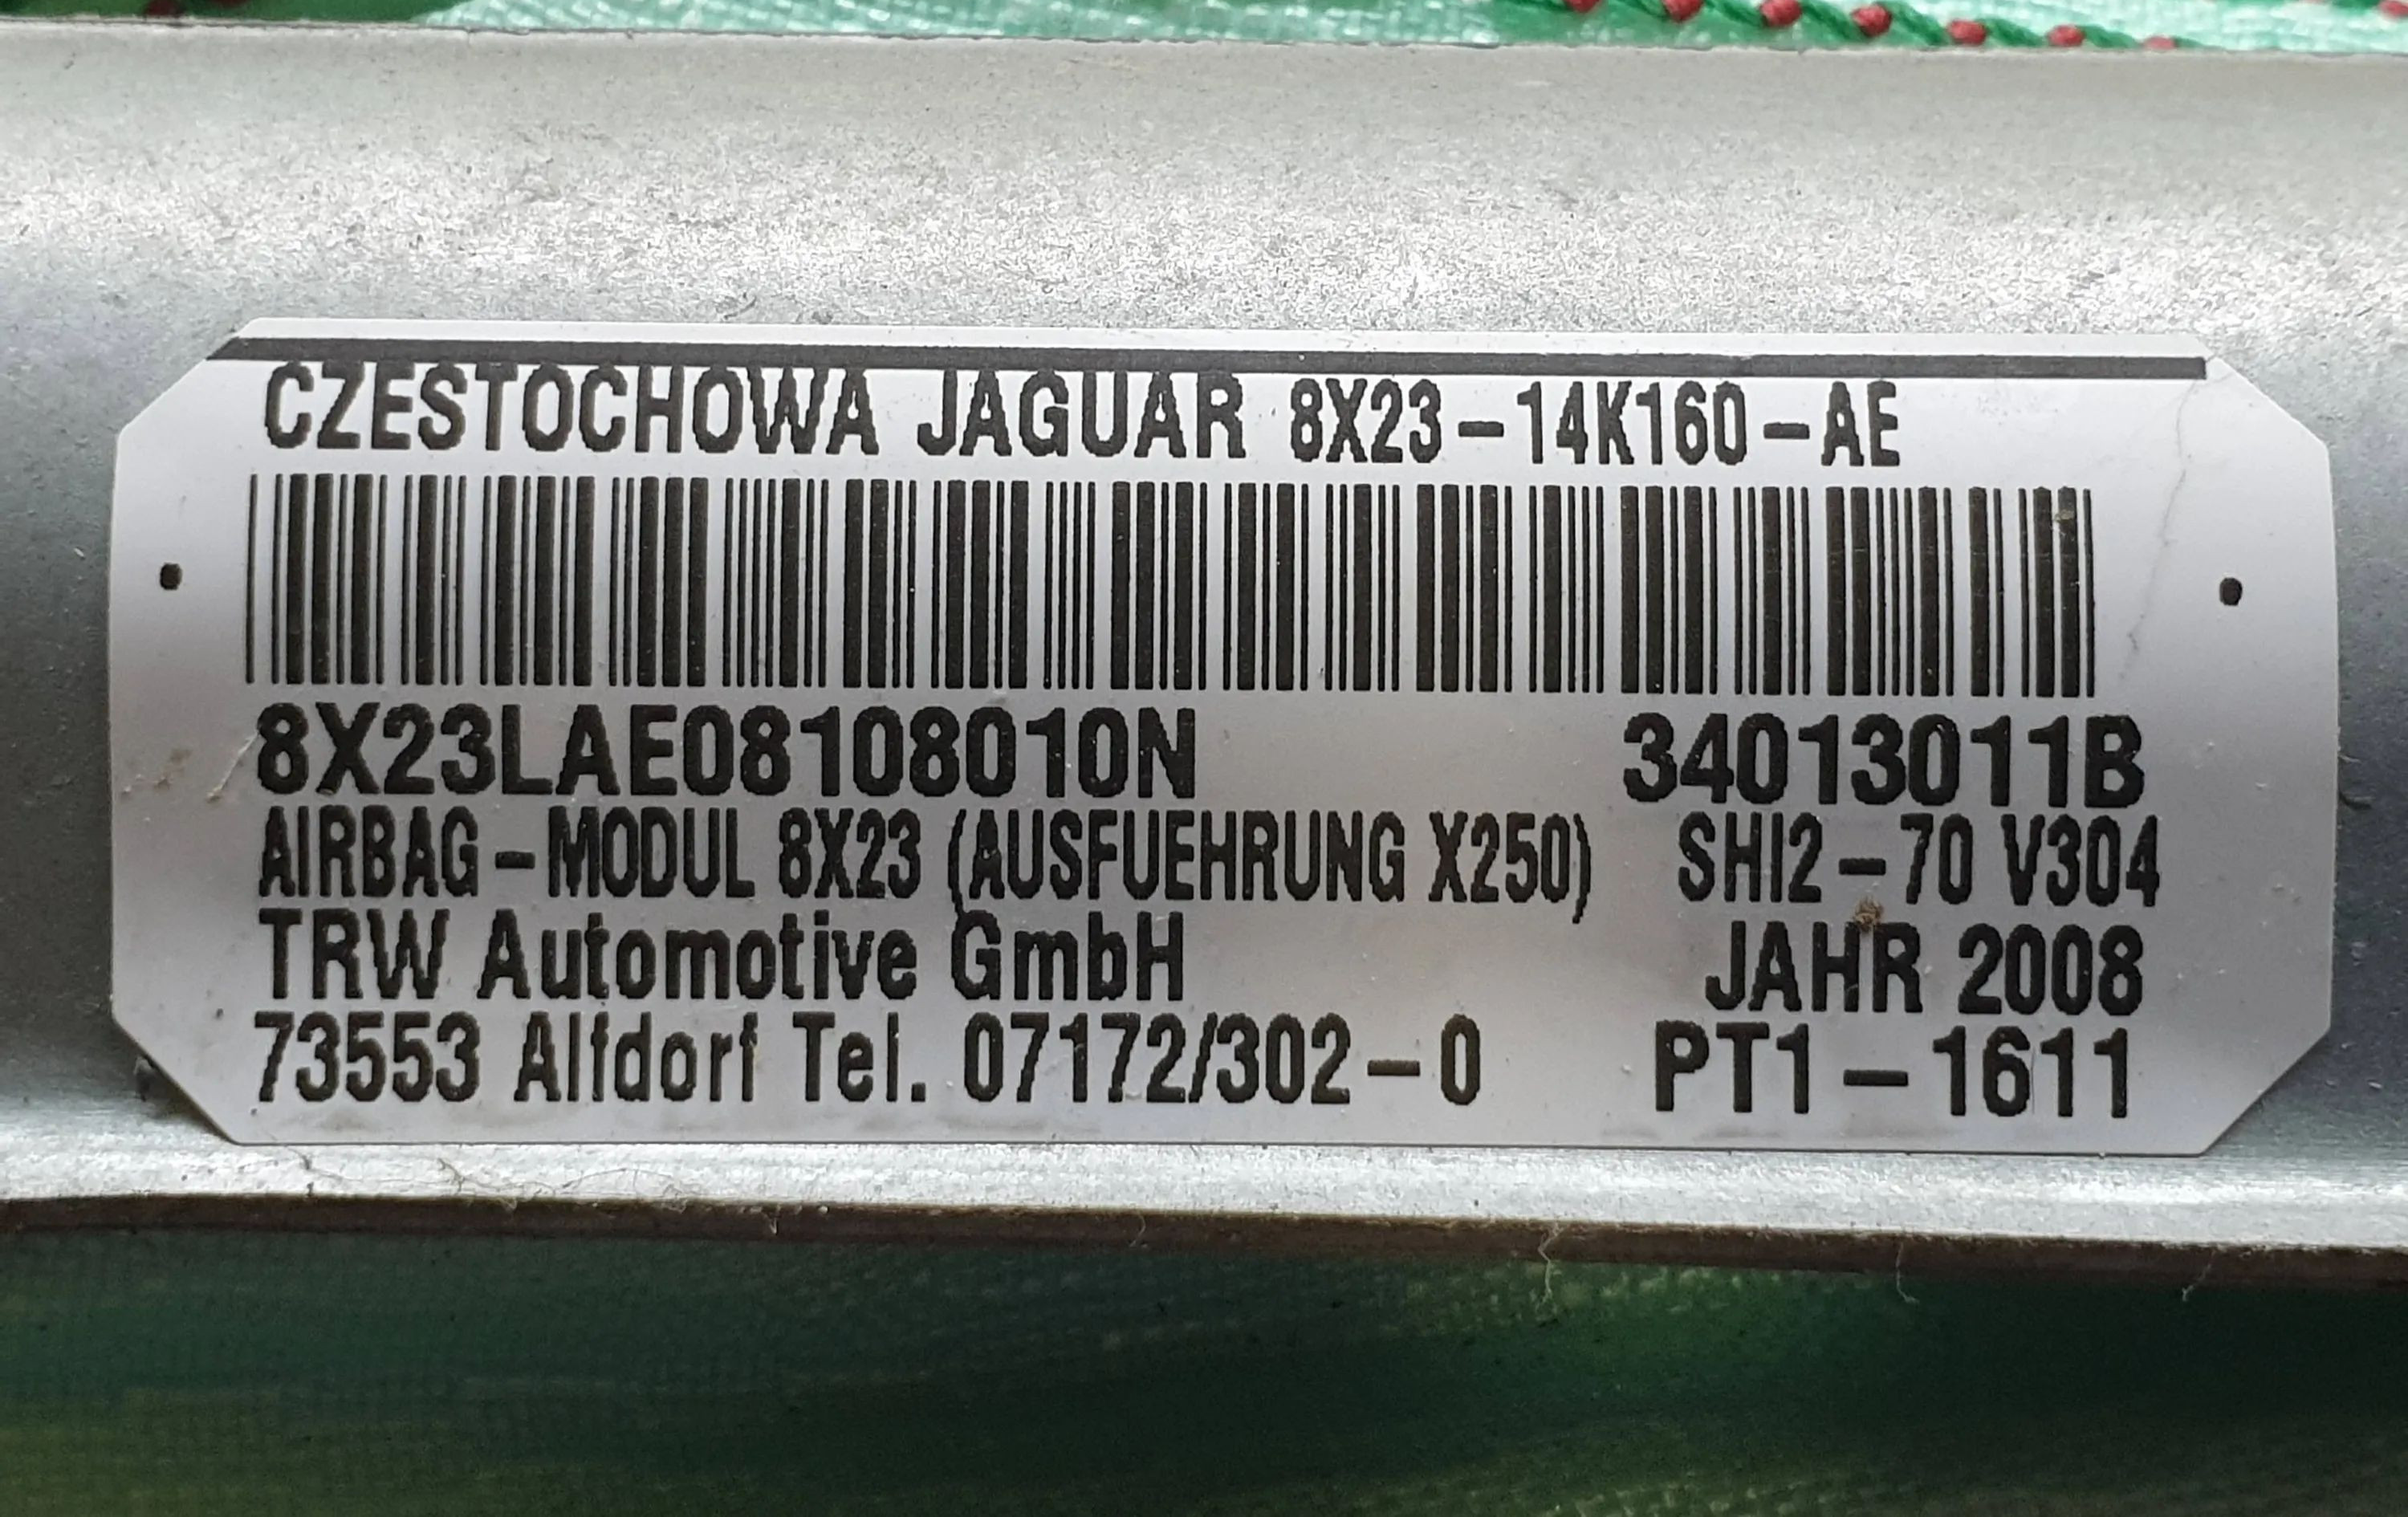 CZESTOCHOWA JAGUAR 8X23-14K160-AE
8X23LAE08108010N 34013011B
AIRBAG-MODUL 8X23 (AUSFUEHRUNG X250) SHI2-70 V304
TRW Automotive GmbH JAHR 2008
73553 Alfdorf Tel. 07172/302-0 PT1-1611